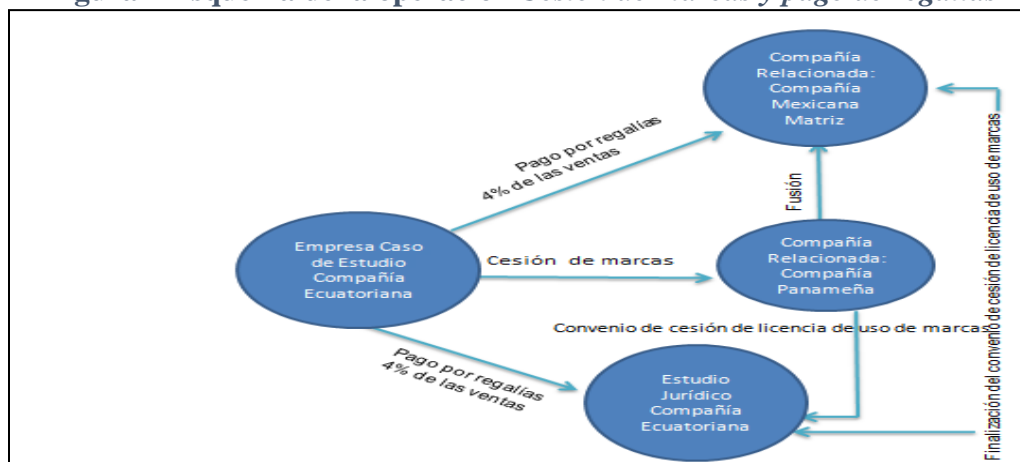 Compañía
Relacionada:
Compañía
Mexicana
Matriz
Pago por regalías
4% de las ventas
Fusión
Empresa Caso
de Estudio
Compañía
Ecuatoriana
Cesión de marcas
Compañía
Relacionada:
Compañía
Panameña
Convenio de cesión de licencia de uso de marcas
Pago por regalías
4% de las ventas
Estudio
Jurídico
Compañía
Ecuatoriana
Finalización del convenio de cesión de licencia de uso de marcas